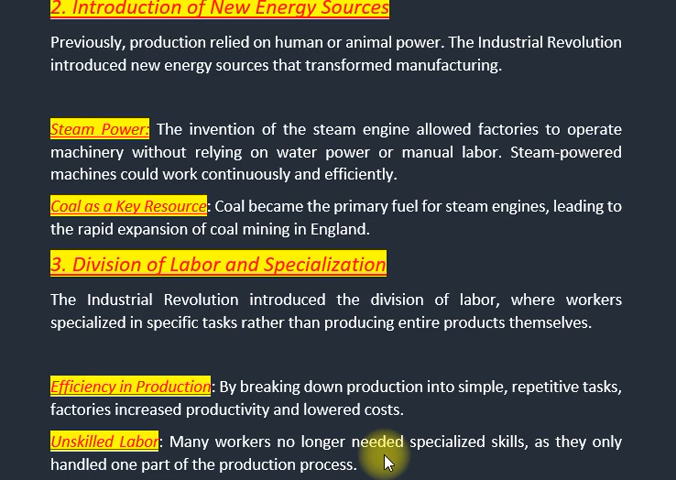 2. Introduction of New Energy Sources
Previously, production relied on human or animal power. The Industrial Revolution
introduced new energy sources that transformed manufacturing.
Steam Power: The invention of the steam engine allowed factories to operate
machinery without relying on water power or manual labor. Steam-powered
machines could work continuously and efficiently.
Coal as a Key Resource: Coal became the primary fuel for steam engines, leading to
the rapid expansion of coal mining in England.
3. Division of Labor and Specialization
The Industrial Revolution introduced the division of labor, where workers
specialized in specific tasks rather than producing entire products themselves.
Efficiency in Production: By breaking down production into simple, repetitive tasks,
factories increased productivity and lowered costs.
Unskilled Labor: Many workers no longer needed specialized skills, as they only
handled one part of the production process.